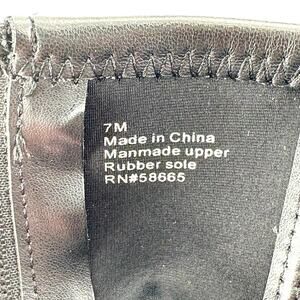 7M
Made in China
Manmade upper
Rubber sole
RN#58665